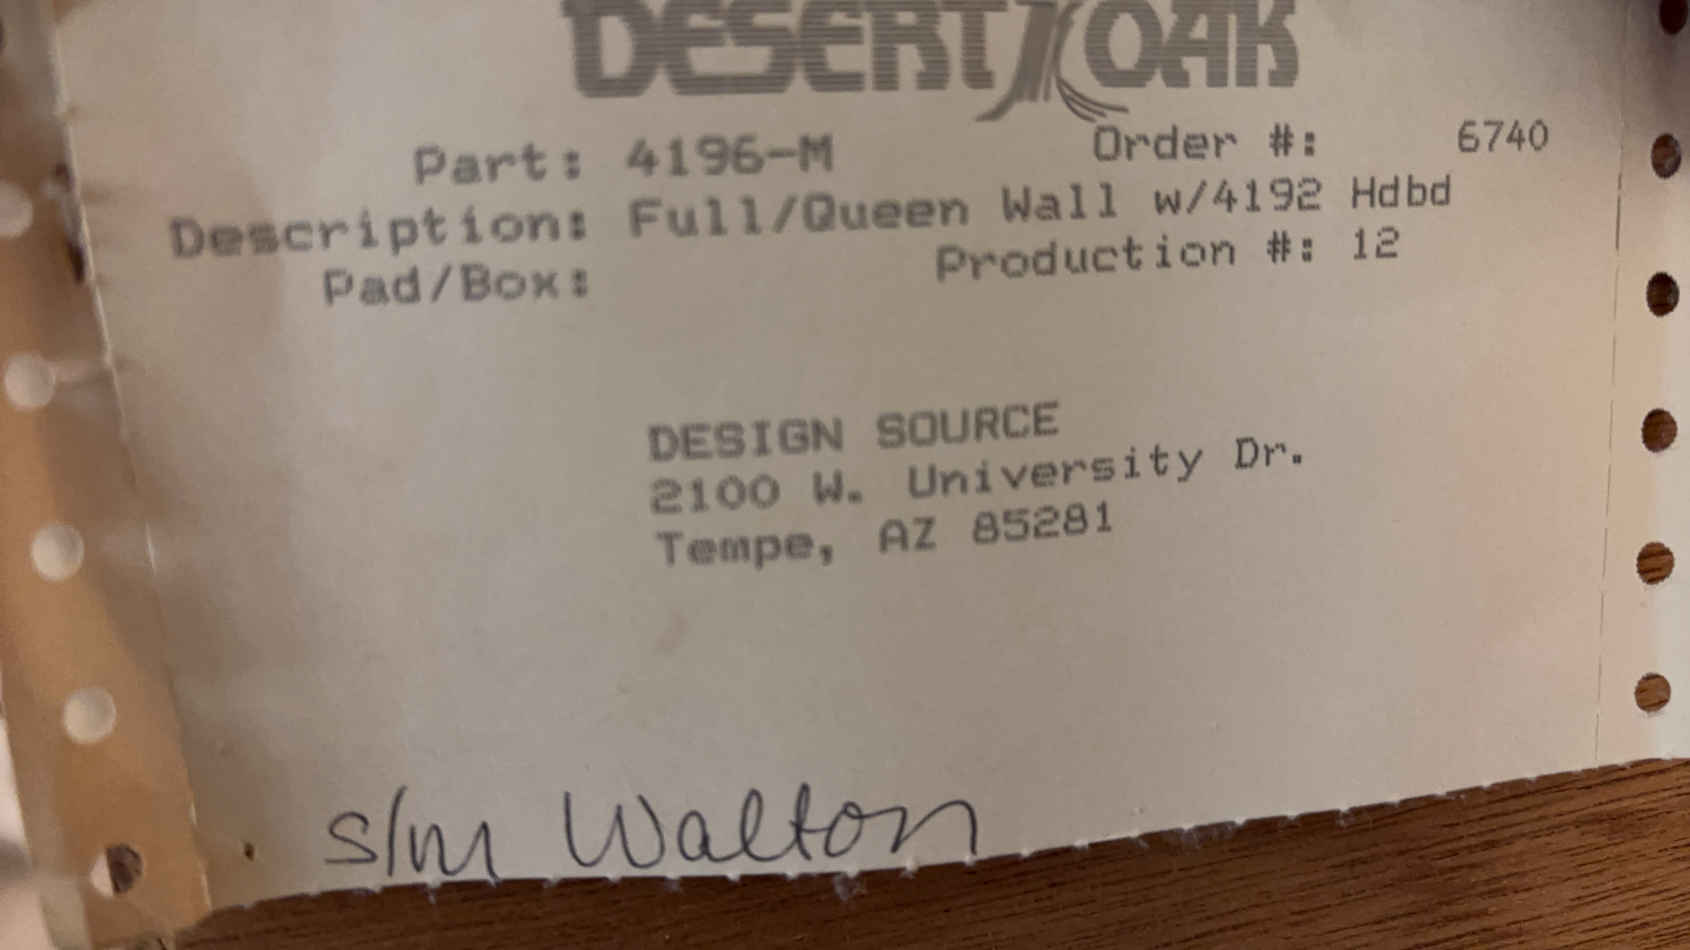 DESERT OAK
Part: 4196-M Order #: 6740
Description: Full/Queen Wall w/4192 Hdbd
Pad/Box: Production #: 12
DESIGN SOURCE
2100 W. University Dr.
Tempe, AZ 85281
s/m Walton